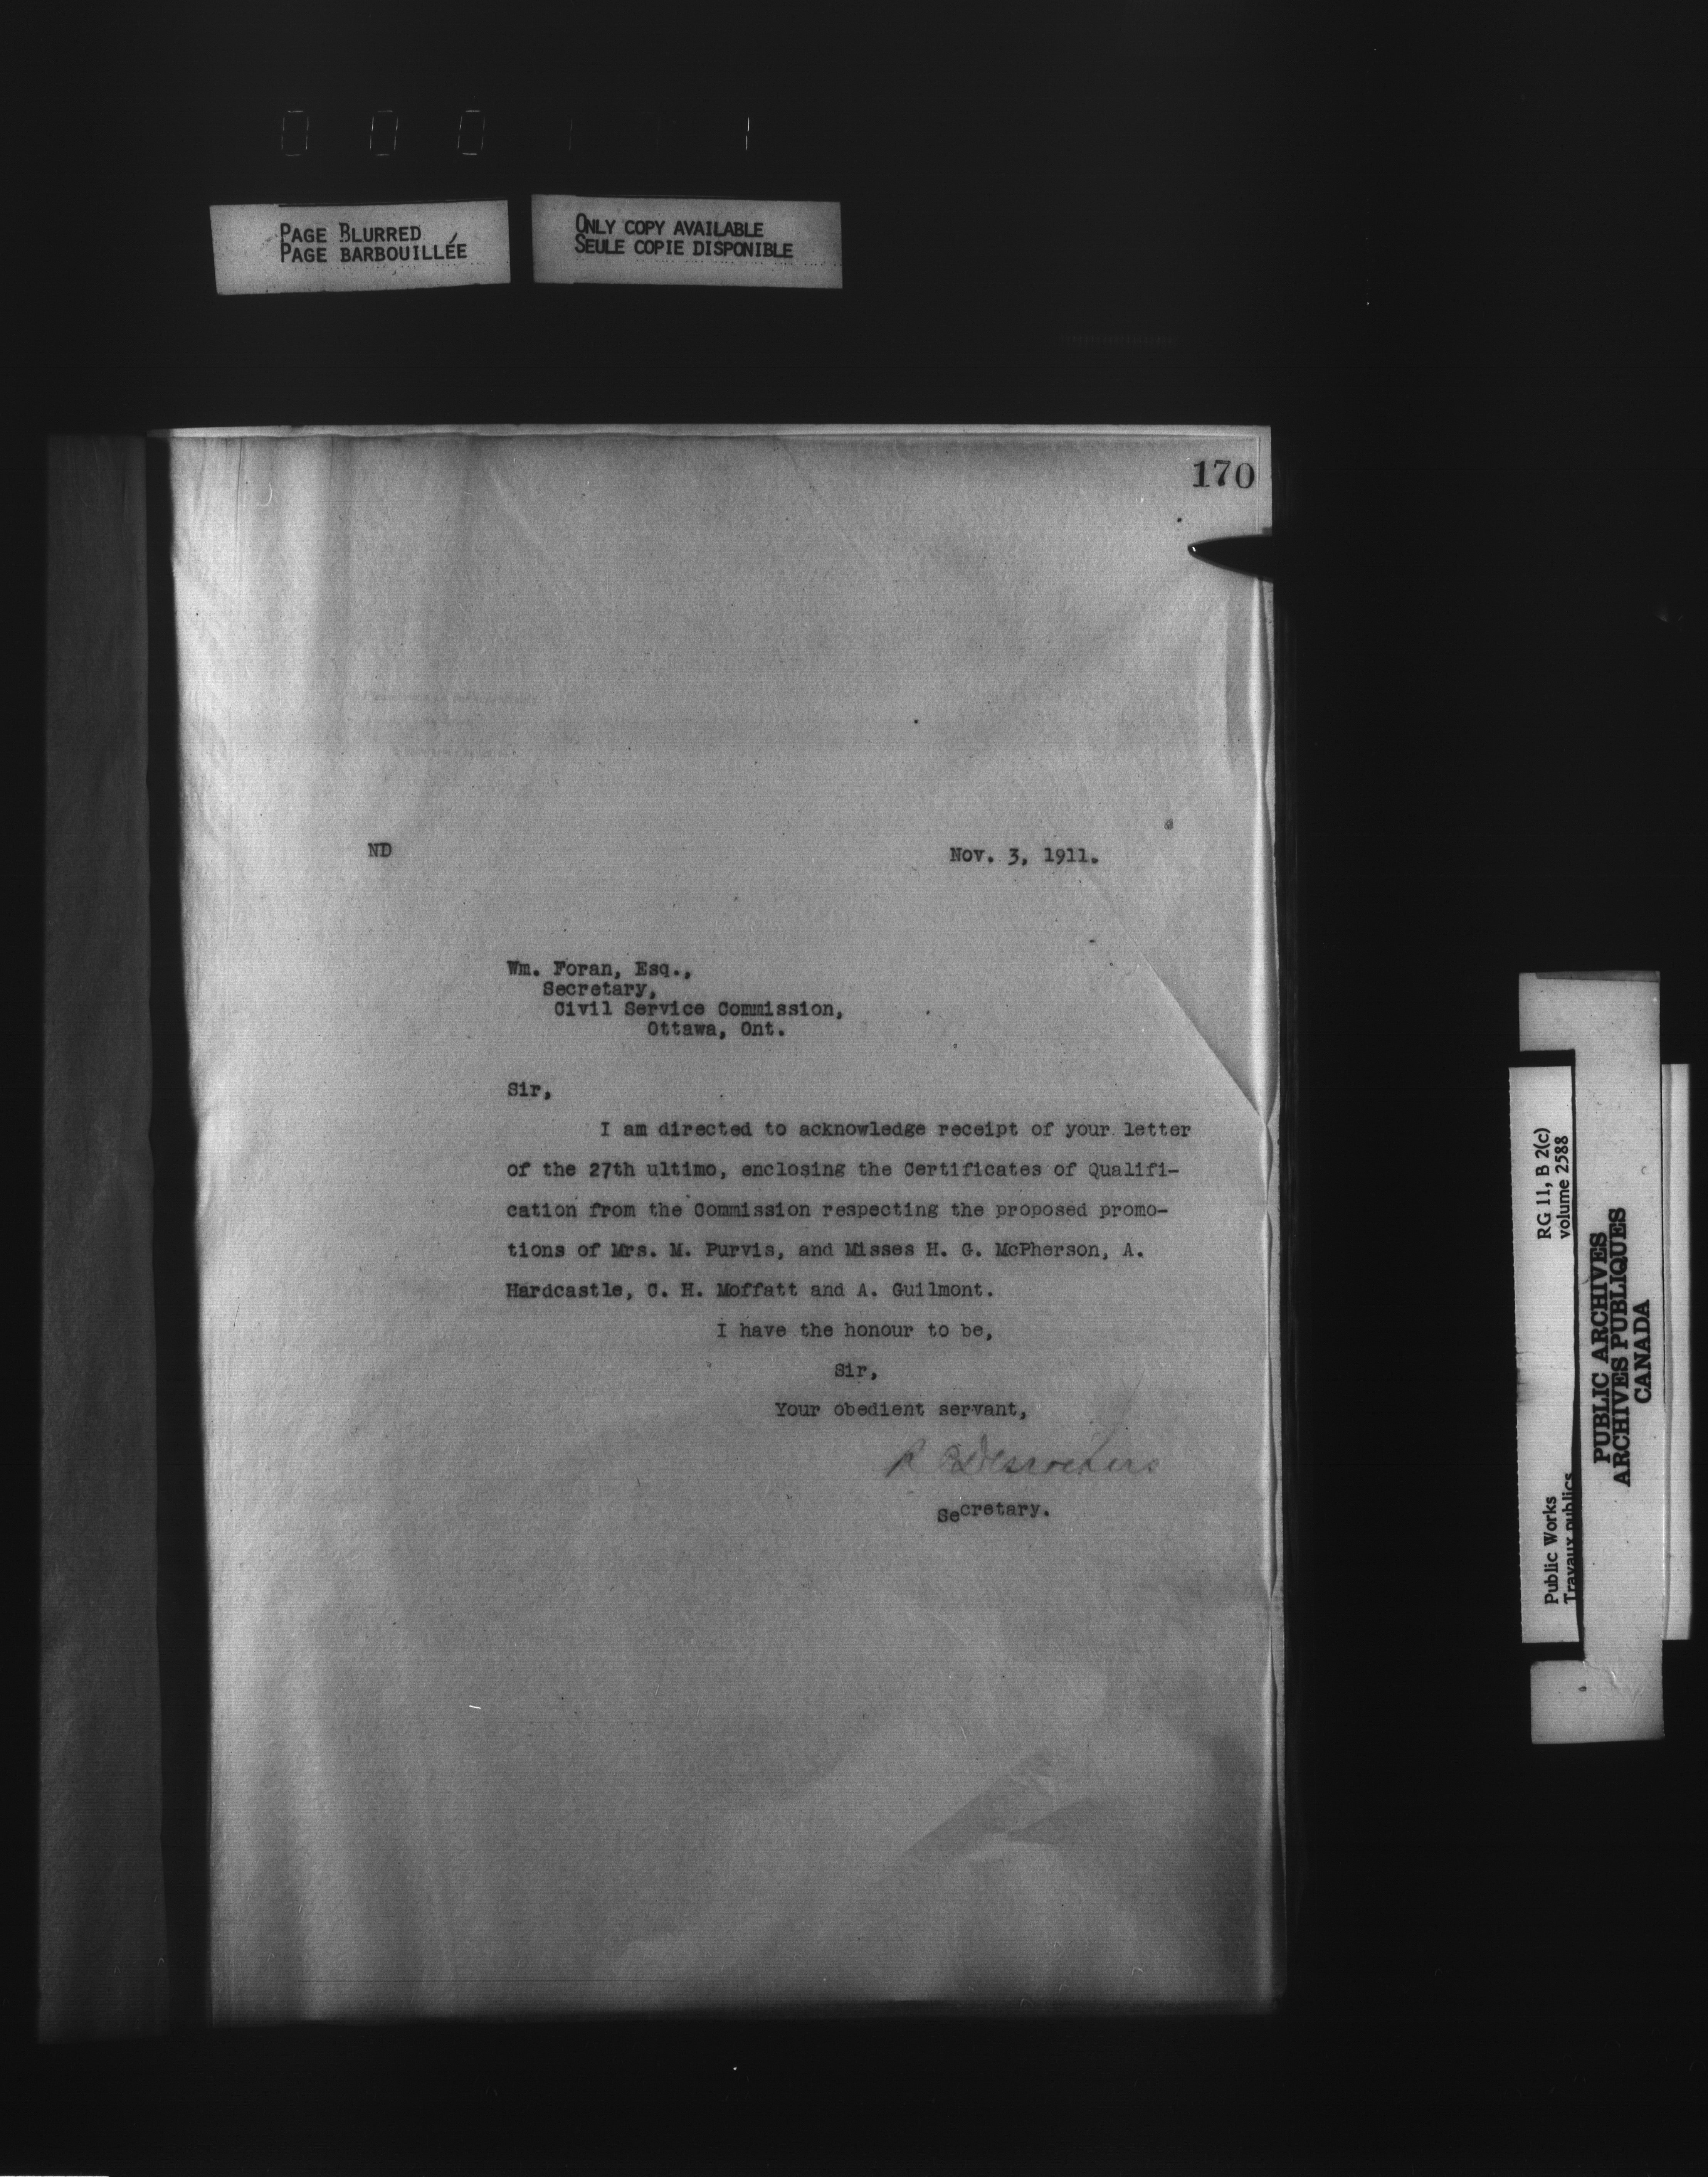 PAGE BLURRED
PAGE BARBOUILLÉE
ONLY COPY AVAILABLE
SEULE COPIE DISPONIBLE
170
ND
Nov. 3, 1911.
Wm. Foran, Esq.,
Secretary,
Civil Service Commission,
Ottawa, Ont.
Sir,
I am directed to acknowledge receipt of your letter
of the 27th ultimo, enclosing the Certificates of Qualifi-
cation from the Commission respecting the proposed promo-
tions of Mrs. M. Purvis, and Misses H. G. McPherson, A.
Hardcastle, C. H. Moffatt and A. Guilmont.
I have the honour to be,
Sir,
Your obedient servant,
R C Desrochers
Secretary.
RG 11, B 2(c)
volume 2588
Public Works
Travaux publics
PUBLIC ARCHIVES
ARCHIVES PUBLIQUES
CANADA